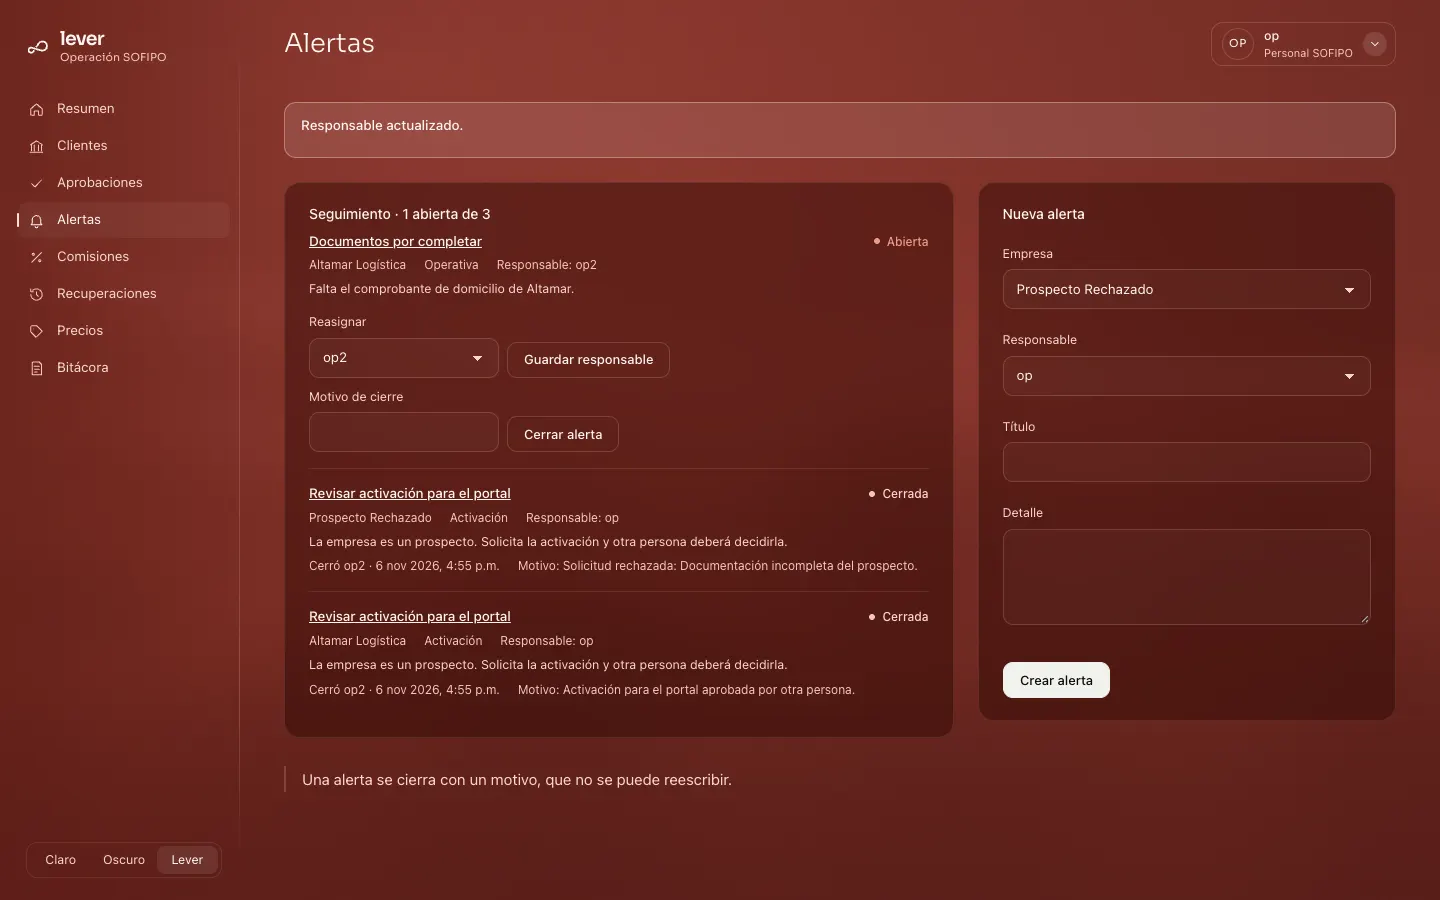 lever
Operación SOFIPO
Resumen
Clientes
Aprobaciones
Alertas
Comisiones
Recuperaciones
Precios
Bitácora
Claro Oscuro Lever
Alertas
OP
op
Personal SOFIPO
Responsable actualizado.
Seguimiento · 1 abierta de 3
Documentos por completar
Abierta
Altamar Logística Operativa Responsable: op2
Falta el comprobante de domicilio de Altamar.
Reasignar
op2
Guardar responsable
Motivo de cierre
Cerrar alerta
Revisar activación para el portal
Cerrada
Prospecto Rechazado Activación Responsable: op
La empresa es un prospecto. Solicita la activación y otra persona deberá decidirla.
Cerró op2 · 6 nov 2026, 4:55 p.m. Motivo: Solicitud rechazada: Documentación incompleta del prospecto.
Revisar activación para el portal
Cerrada
Altamar Logística Activación Responsable: op
La empresa es un prospecto. Solicita la activación y otra persona deberá decidirla.
Cerró op2 · 6 nov 2026, 4:55 p.m. Motivo: Activación para el portal aprobada por otra persona.
Nueva alerta
Empresa
Prospecto Rechazado
Responsable
op
Título
Detalle
Crear alerta
Una alerta se cierra con un motivo, que no se puede reescribir.